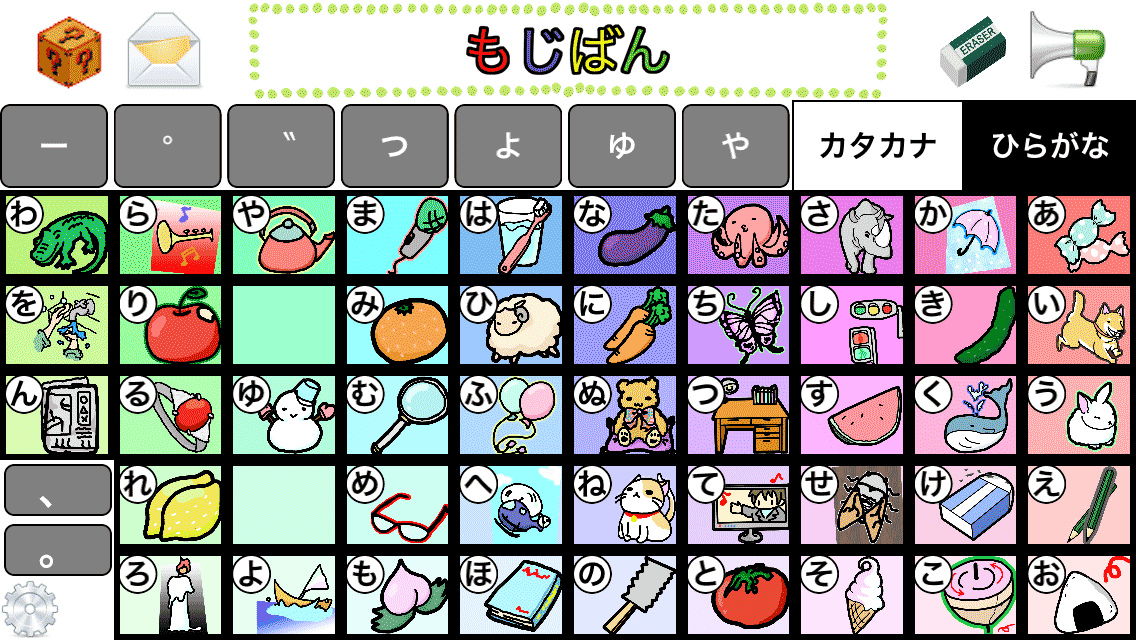 もじばん
ERASER
ー ° ゛ つ よ ゆ や カタカナ ひらがな
わ ら や ま は な た さ か あ
を り み ひ に ち し き い
ん る ゆ む ふ ぬ つ す く う
、 れ め へ ね て せ け え
。
ろ よ も ほ の と そ こ お